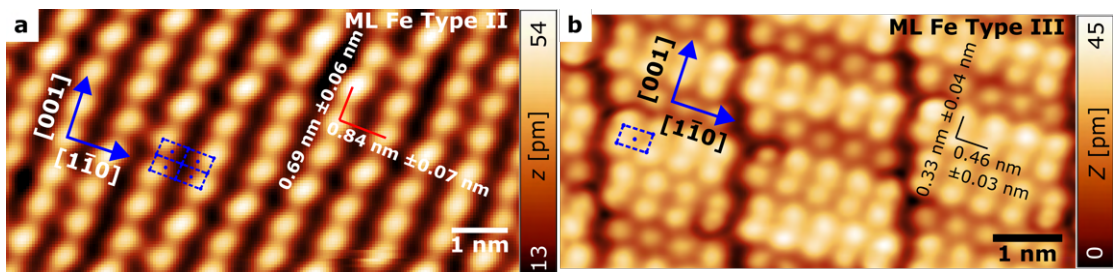 a
ML Fe Type II
[001]
[11̅0]
0.69 nm ±0.06 nm
0.84 nm ±0.07 nm
1 nm
54
z [pm]
13
b
ML Fe Type III
[001]
[11̅0]
0.33 nm ±0.04 nm
0.46 nm
±0.03 nm
1 nm
45
Z [pm]
0